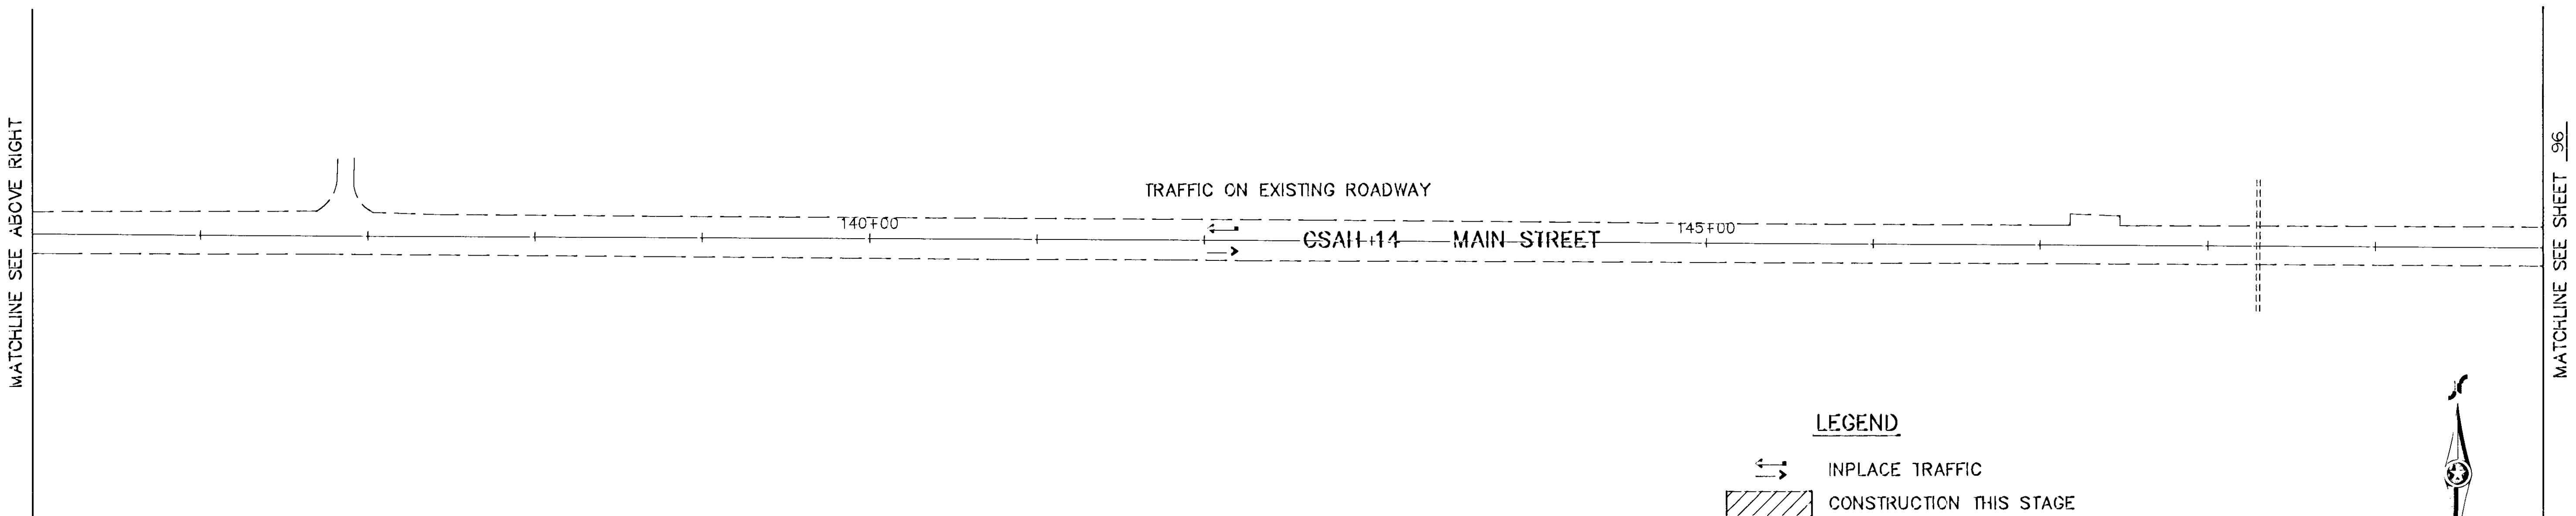 MATCHLINE SEE ABOVE RIGHT
TRAFFIC ON EXISTING ROADWAY
140+00
CSAH 14 MAIN STREET
145+00
MATCHLINE SEE SHEET 96
LEGEND
INPLACE TRAFFIC
CONSTRUCTION THIS STAGE